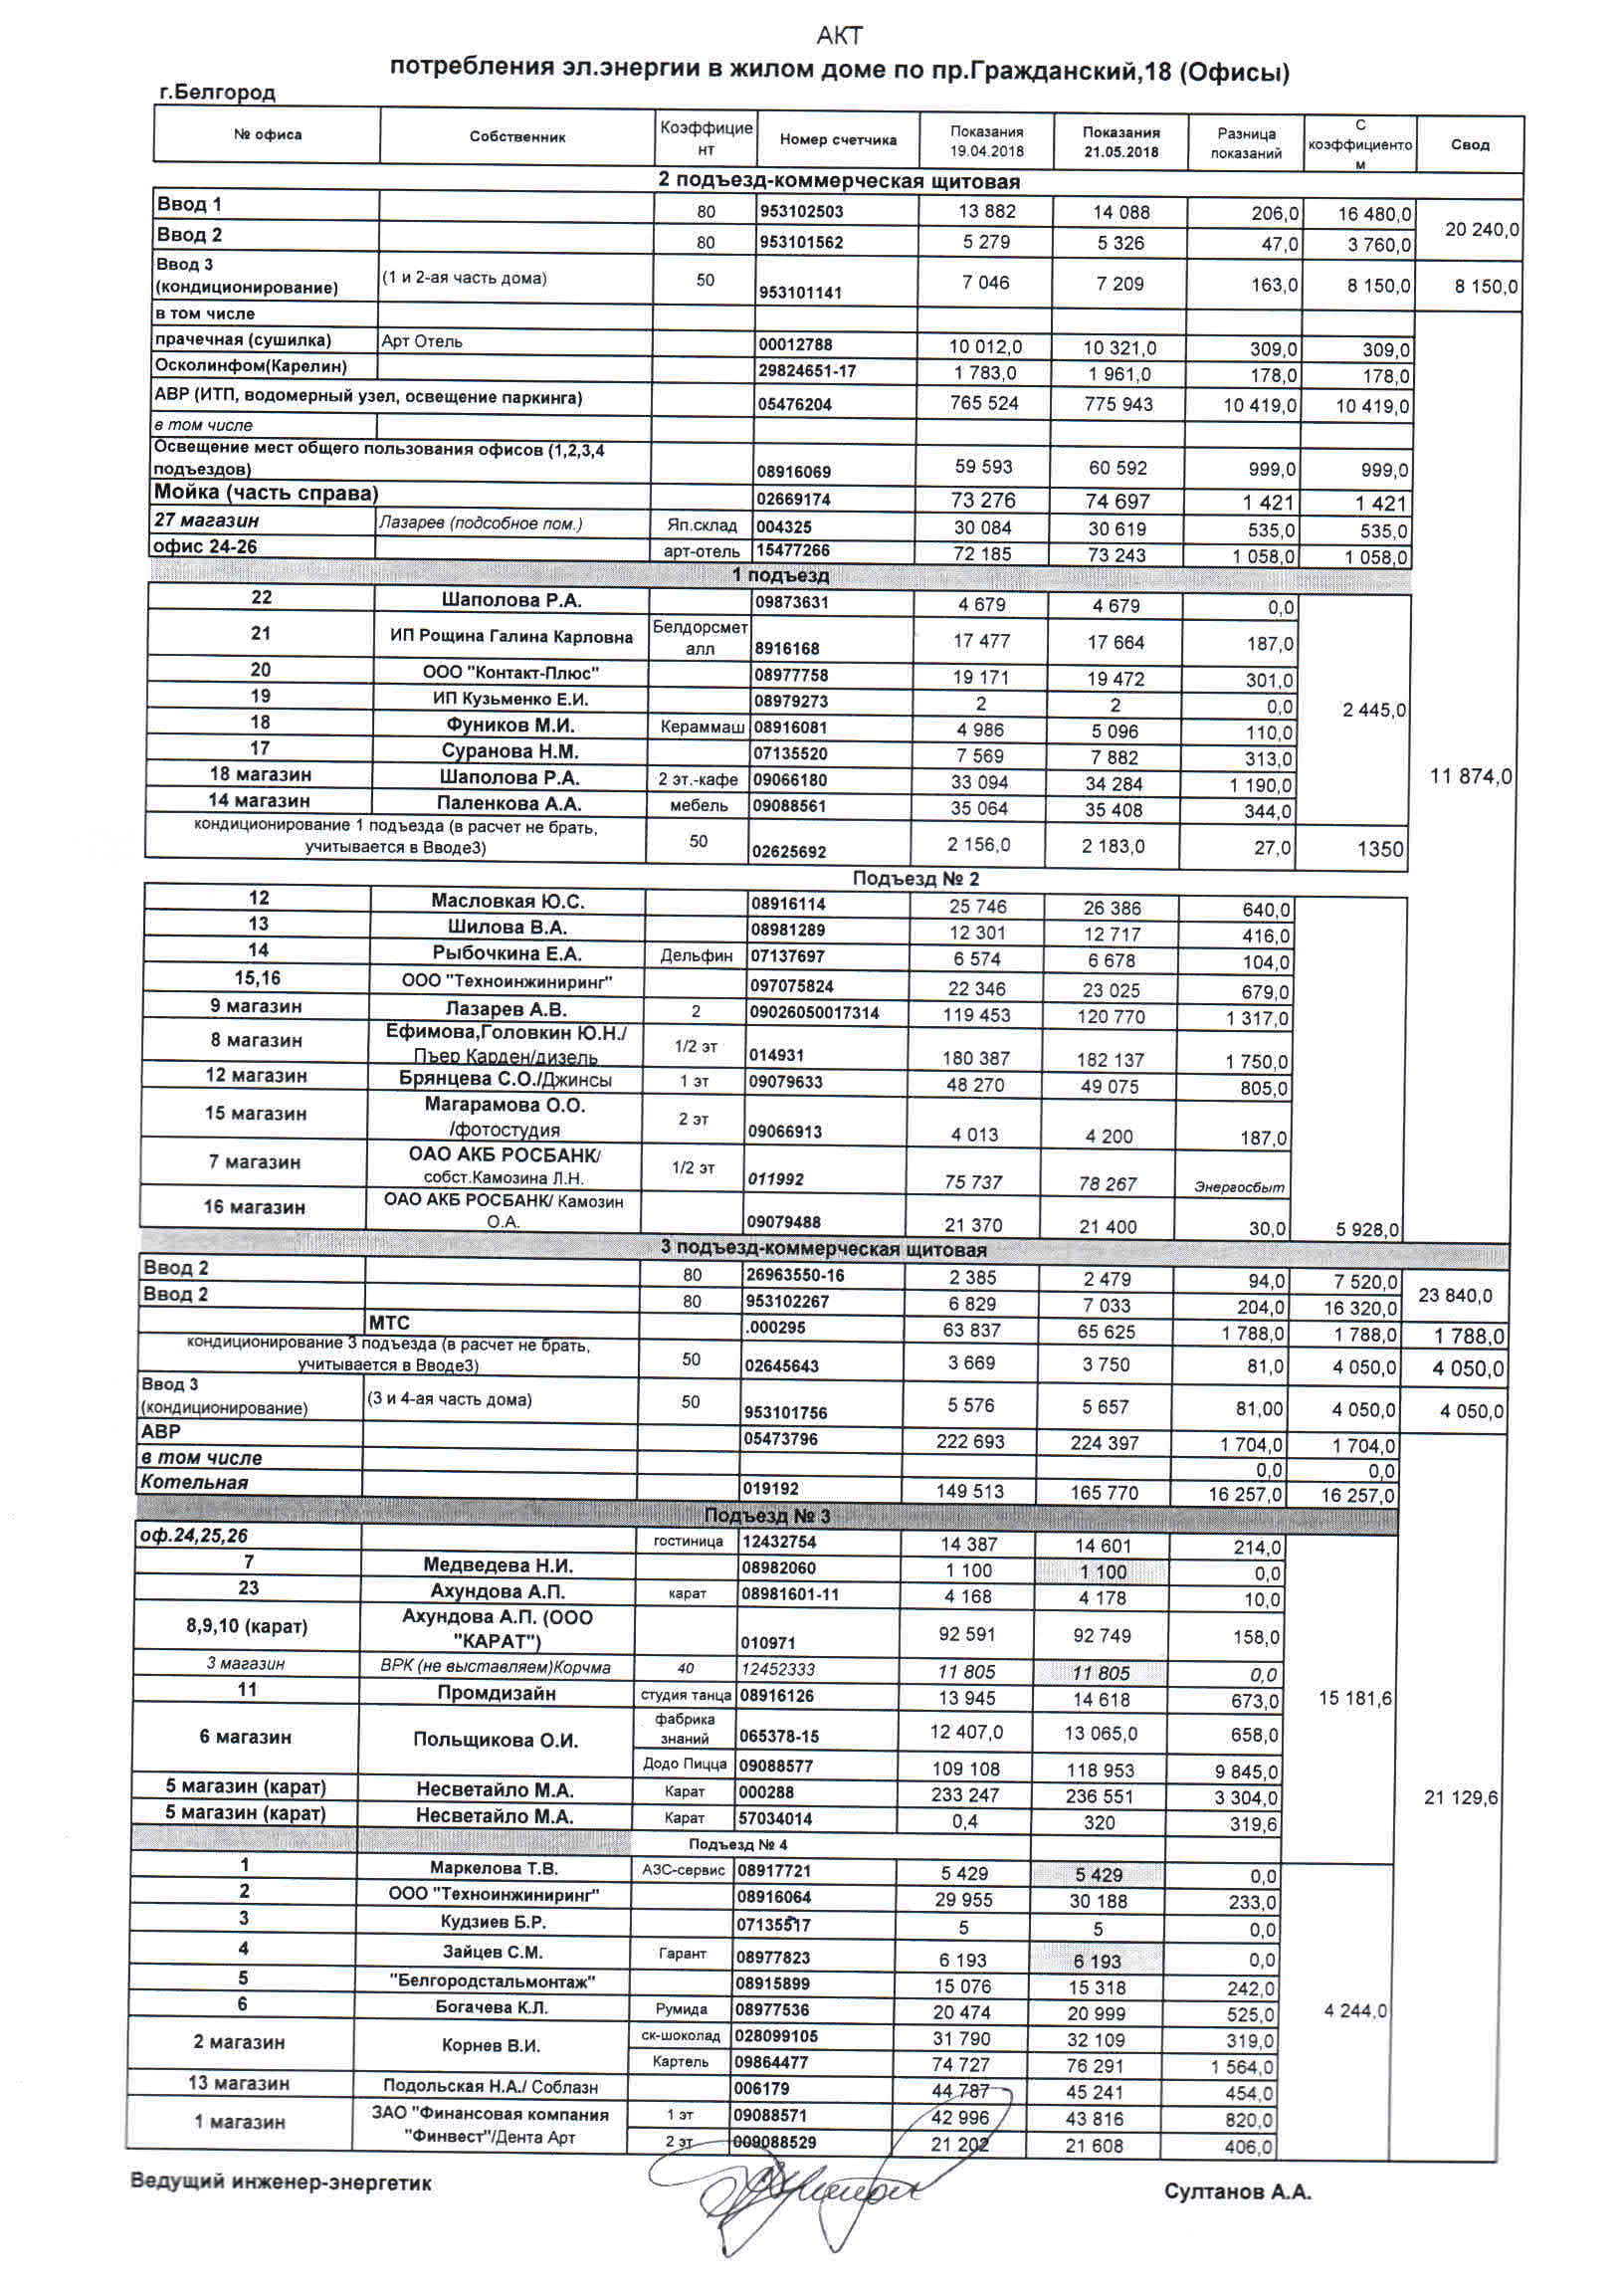 АКТ
потребления эл.энергии в жилом доме по пр.Гражданский,18 (Офисы)
г.Белгород
№ офиса Собственник Коэффициент Номер счетчика Показания 19.04.2018 Показания 21.05.2018 Разница показаний С коэффициентом Свод
2 подъезд-коммерческая щитовая
Ввод 1 80 953102503 13 882 14 088 206,0 16 480,0 20 240,0
Ввод 2 80 953101562 5 279 5 326 47,0 3 760,0
Ввод 3 (кондиционирование) (1 и 2-ая часть дома) 50 953101141 7 046 7 209 163,0 8 150,0 8 150,0
в том числе
прачечная (сушилка) Арт Отель 00012788 10 012,0 10 321,0 309,0 309,0
Осколинфом(Карелин) 29824651-17 1 783,0 1 961,0 178,0 178,0
АВР (ИТП, водомерный узел, освещение паркинга) 05476204 765 524 775 943 10 419,0 10 419,0
в том числе
Освещение мест общего пользования офисов (1,2,3,4 подъездов) 08916069 59 593 60 592 999,0 999,0
Мойка (часть справа) 02669174 73 276 74 697 1 421 1 421
27 магазин Лазарев (подсобное пом.) Яп.склад 004325 30 084 30 619 535,0 535,0
офис 24-26 арт-отель 15477266 72 185 73 243 1 058,0 1 058,0
1 подъезд
22 Шаполова Р.А. 09873631 4 679 4 679 0,0
21 ИП Рощина Галина Карловна Белдорсметалл 8916168 17 477 17 664 187,0
20 ООО "Контакт-Плюс" 08977758 19 171 19 472 301,0
19 ИП Кузьменко Е.И. 08979273 2 2 0,0 2 445,0
18 Фуников М.И. Кераммаш 08916081 4 986 5 096 110,0
17 Суранова Н.М. 07135520 7 569 7 882 313,0
18 магазин Шаполова Р.А. 2 эт.-кафе 09066180 33 094 34 284 1 190,0 11 874,0
14 магазин Паленкова А.А. мебель 09088561 35 064 35 408 344,0
кондиционирование 1 подъезда (в расчет не брать, учитывается в Вводе3) 50 02625692 2 156,0 2 183,0 27,0 1350
Подъезд № 2
12 Масловкая Ю.С. 08916114 25 746 26 386 640,0
13 Шилова В.А. 08981289 12 301 12 717 416,0
14 Рыбочкина Е.А. Дельфин 07137697 6 574 6 678 104,0
15,16 ООО "Техноинжиниринг" 097075824 22 346 23 025 679,0
9 магазин Лазарев А.В. 2 09026050017314 119 453 120 770 1 317,0
8 магазин Ефимова,Головкин Ю.Н./ Пъер Карден/дизель 1/2 эт 014931 180 387 182 137 1 750,0
12 магазин Брянцева С.О./Джинсы 1 эт 09079633 48 270 49 075 805,0
15 магазин Магарамова О.О. /фотостудия 2 эт 09066913 4 013 4 200 187,0
7 магазин ОАО АКБ РОСБАНК/ собст.Камозина Л.Н. 1/2 эт 011992 75 737 78 267 Энергосбыт
16 магазин ОАО АКБ РОСБАНК/ Камозин О.А. 09079488 21 370 21 400 30,0 5 928,0
3 подъезд-коммерческая щитовая
Ввод 2 80 26963550-16 2 385 2 479 94,0 7 520,0 23 840,0
Ввод 2 80 953102267 6 829 7 033 204,0 16 320,0
МТС .000295 63 837 65 625 1 788,0 1 788,0 1 788,0
кондиционирование 3 подъезда (в расчет не брать, учитывается в Вводе3) 50 02645643 3 669 3 750 81,0 4 050,0 4 050,0
Ввод 3 (кондиционирование) (3 и 4-ая часть дома) 50 953101756 5 576 5 657 81,00 4 050,0 4 050,0
АВР 05473796 222 693 224 397 1 704,0 1 704,0
в том числе 0,0 0,0
Котельная 019192 149 513 165 770 16 257,0 16 257,0
Подъезд № 3
оф.24,25,26 гостиница 12432754 14 387 14 601 214,0
7 Медведева Н.И. 08982060 1 100 1 100 0,0
23 Ахундова А.П. карат 08981601-11 4 168 4 178 10,0
8,9,10 (карат) Ахундова А.П. (ООО "КАРАТ") 010971 92 591 92 749 158,0
3 магазин ВРК (не выставляем)Корчма 40 12452333 11 805 11 805 0,0
11 Промдизайн студия танца 08916126 13 945 14 618 673,0 15 181,6
6 магазин Польщикова О.И. фабрика знаний 065378-15 12 407,0 13 065,0 658,0
Додо Пицца 09088577 109 108 118 953 9 845,0
5 магазин (карат) Несветайло М.А. Карат 000288 233 247 236 551 3 304,0 21 129,6
5 магазин (карат) Несветайло М.А. Карат 57034014 0,4 320 319,6
Подъезд № 4
1 Маркелова Т.В. АЗС-сервис 08917721 5 429 5 429 0,0
2 ООО "Техноинжиниринг" 08916064 29 955 30 188 233,0
3 Кудзиев Б.Р. 07135517 5 5 0,0
4 Зайцев С.М. Гарант 08977823 6 193 6 193 0,0
5 "Белгородстальмонтаж" 08915899 15 076 15 318 242,0
6 Богачева К.Л. Румида 08977536 20 474 20 999 525,0 4 244,0
2 магазин Корнев В.И. ск-шоколад 028099105 31 790 32 109 319,0
Картель 09864477 74 727 76 291 1 564,0
13 магазин Подольская Н.А./ Соблазн 006179 44 787 45 241 454,0
1 магазин ЗАО "Финансовая компания "Финвест"/Дента Арт 1 эт 09088571 42 996 43 816 820,0
2 эт 009088529 21 202 21 608 406,0
Ведущий инженер-энергетик Султанов А.А.